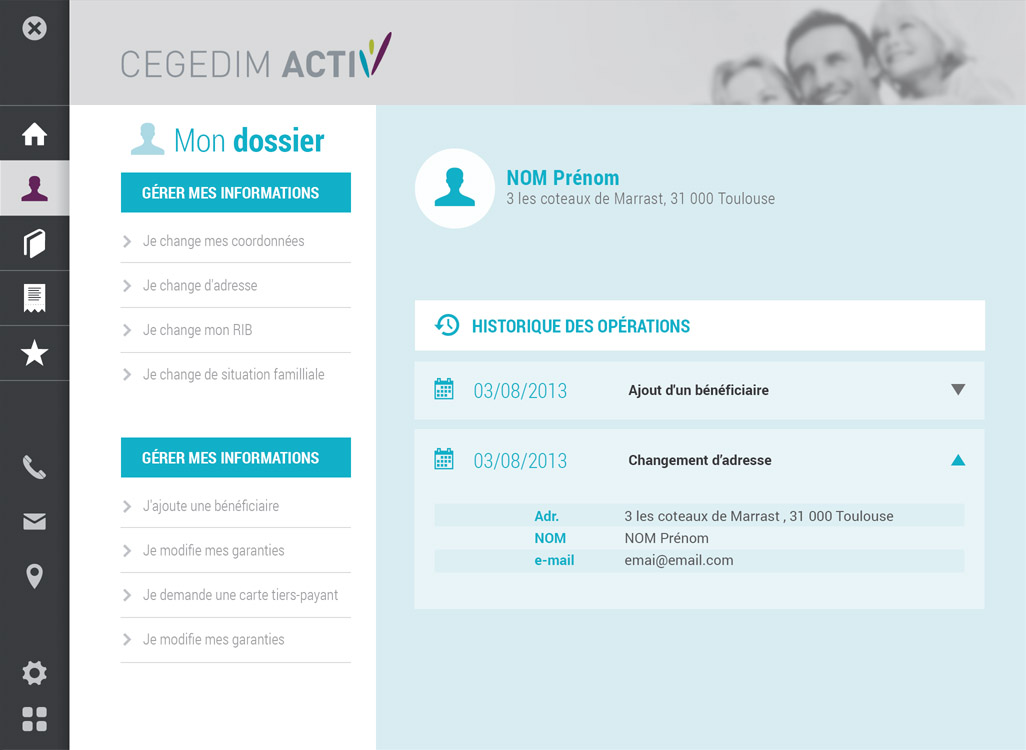 CEGEDIM ACTIV
Mon dossier
GÉRER MES INFORMATIONS
Je change mes coordonnées
Je change d'adresse
Je change mon RIB
Je change de situation familliale
GÉRER MES INFORMATIONS
J'ajoute une bénéficiaire
Je modifie mes garanties
Je demande une carte tiers-payant
Je modifie mes garanties
NOM Prénom
3 les coteaux de Marrast, 31 000 Toulouse
HISTORIQUE DES OPÉRATIONS
03/08/2013 Ajout d'un bénéficiaire
03/08/2013 Changement d’adresse
Adr. 3 les coteaux de Marrast , 31 000 Toulouse
NOM NOM Prénom
e-mail emai@email.com